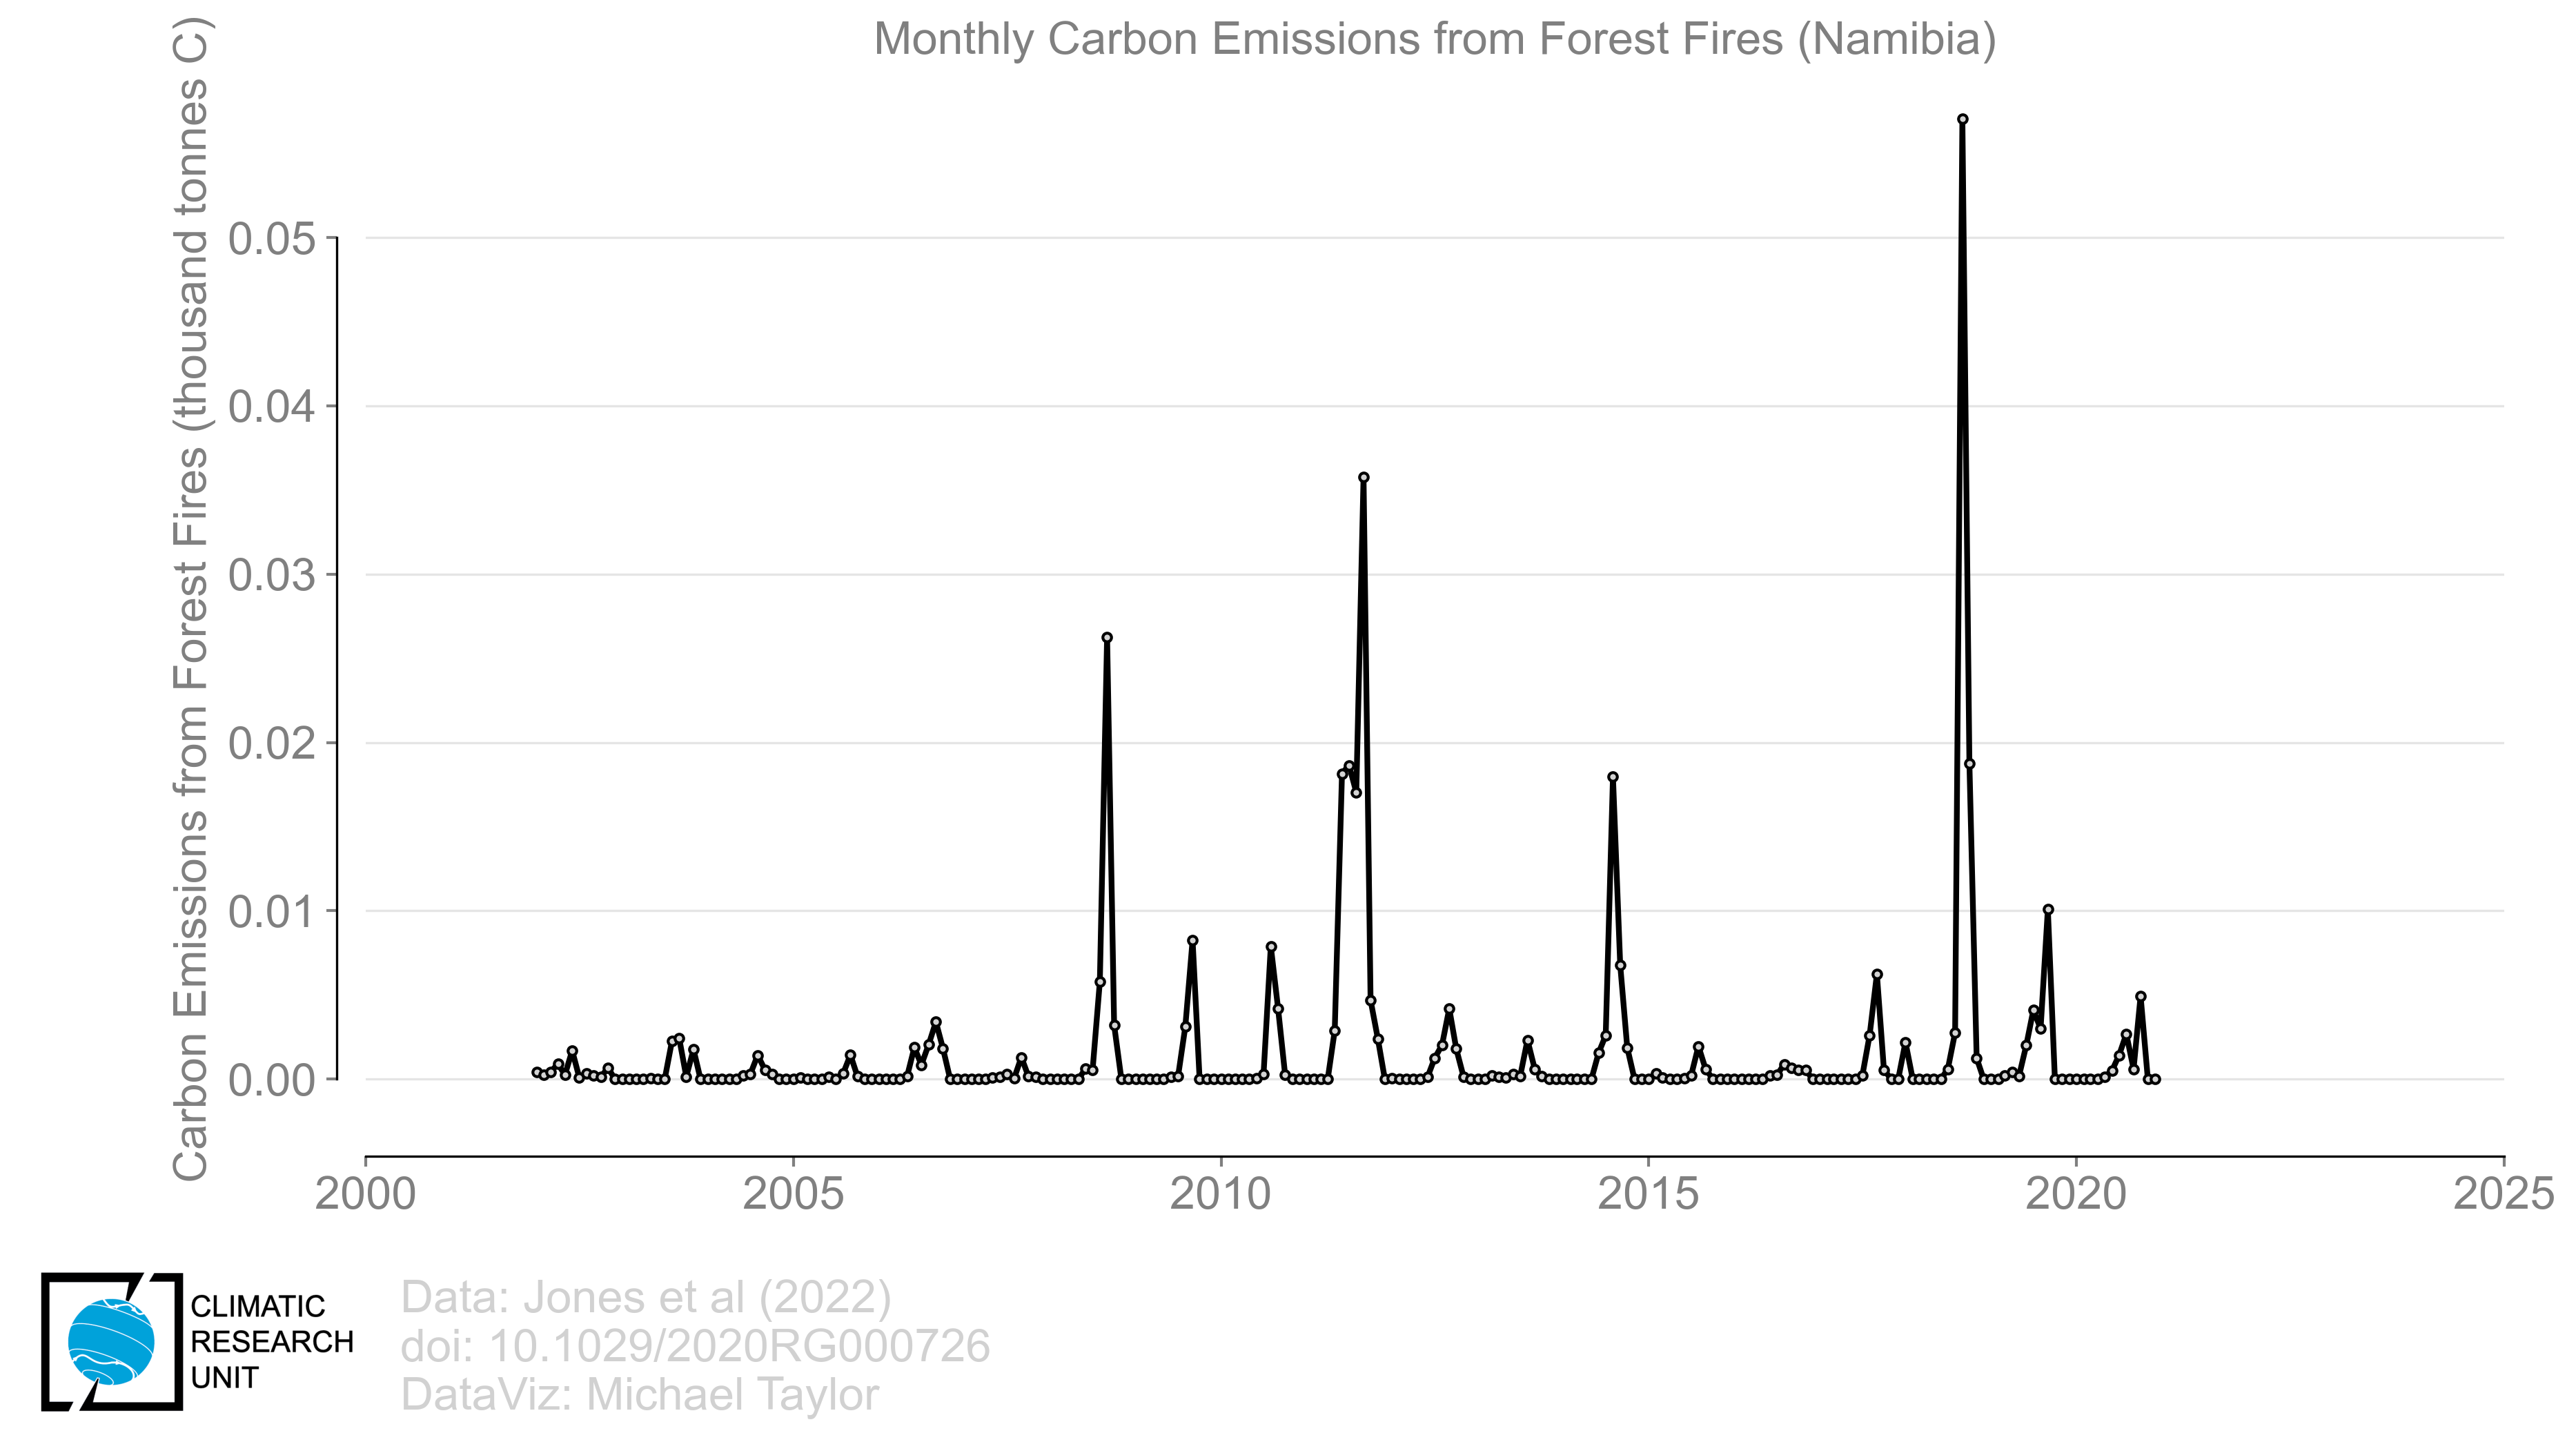 Monthly Carbon Emissions from Forest Fires (Namibia)
Carbon Emissions from Forest Fires (thousand tonnes C)
0.05
0.04
0.03
0.02
0.01
0.00
2000 2005 2010 2015 2020 2025
CLIMATIC
RESEARCH
UNIT
Data: Jones et al (2022)
doi: 10.1029/2020RG000726
DataViz: Michael Taylor